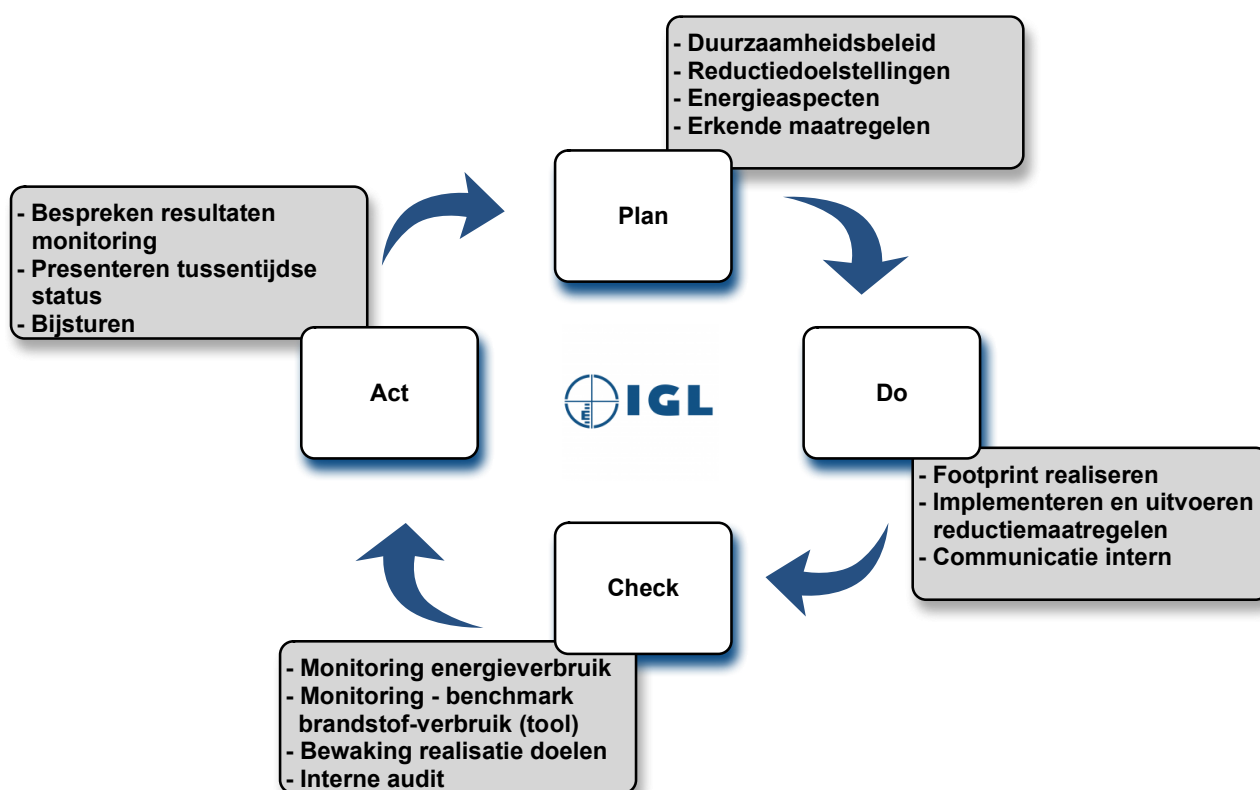 - Duurzaamheidsbeleid
- Reductiedoelstellingen
- Energieaspecten
- Erkende maatregelen
Plan
- Bespreken resultaten
monitoring
- Presenteren tussentijdse
status
- Bijsturen
Act
IGL
Do
- Footprint realiseren
- Implementeren en uitvoeren
reductiemaatregelen
- Communicatie intern
Check
- Monitoring energieverbruik
- Monitoring - benchmark
brandstof-verbruik (tool)
- Bewaking realisatie doelen
- Interne audit